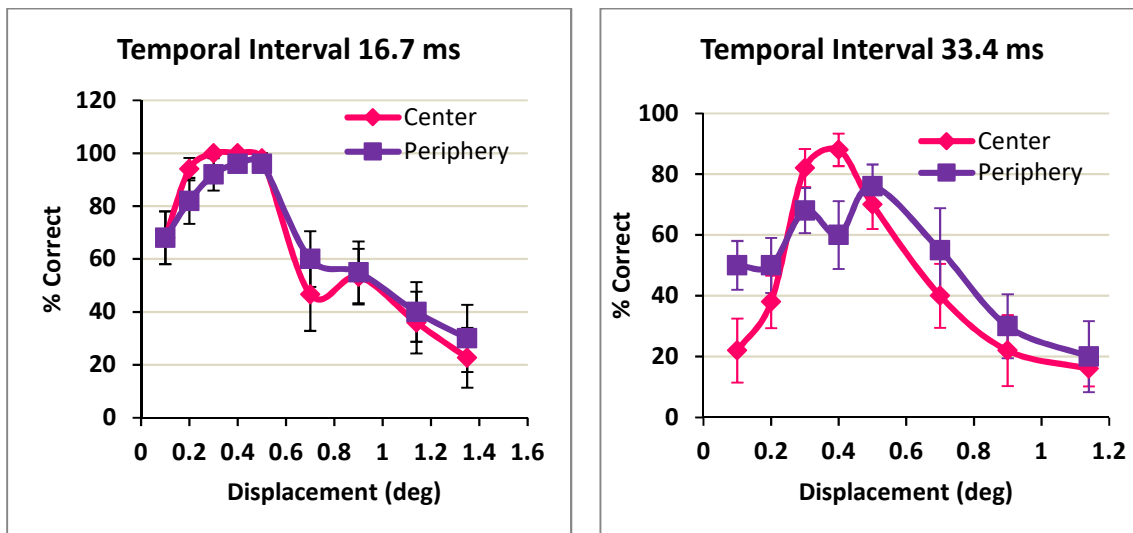 Temporal Interval 16.7 ms
120
100
80
60
40
20
0
% Correct
Center
Periphery
0 0.2 0.4 0.6 0.8 1 1.2 1.4 1.6
Displacement (deg)
Temporal Interval 33.4 ms
100
80
60
40
20
0
% Correct
Center
Periphery
0 0.2 0.4 0.6 0.8 1 1.2
Displacement (deg)